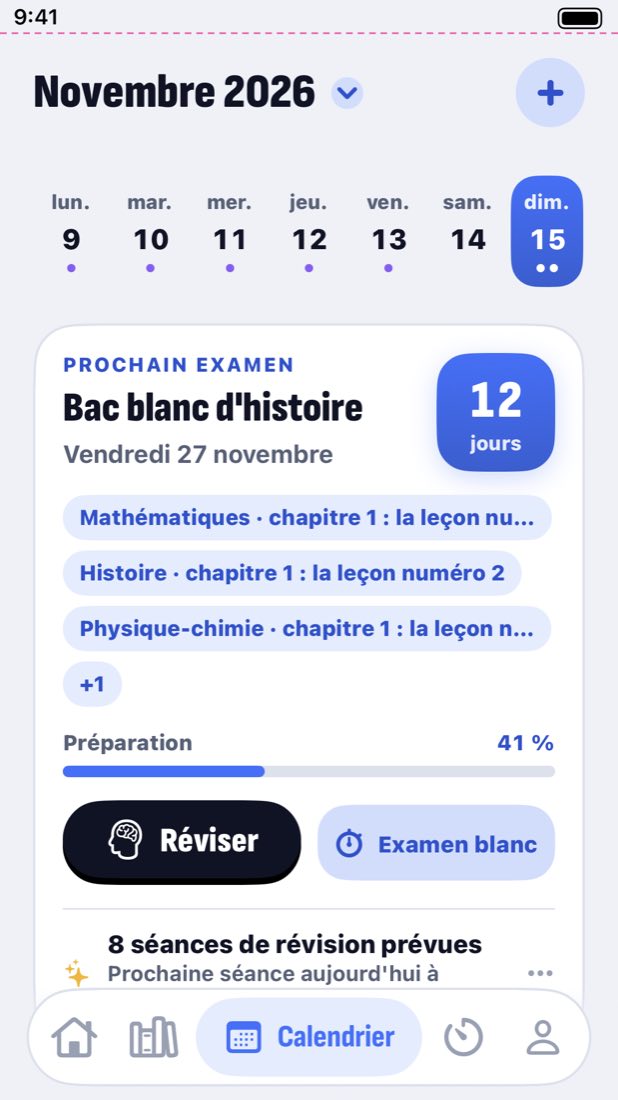 9:41
Novembre 2026
lun. mar. mer. jeu. ven. sam. dim.
9 10 11 12 13 14 15
PROCHAIN EXAMEN
Bac blanc d'histoire
Vendredi 27 novembre
12
jours
Mathématiques · chapitre 1 : la leçon nu...
Histoire · chapitre 1 : la leçon numéro 2
Physique-chimie · chapitre 1 : la leçon n...
+1
Préparation 41 %
Réviser
Examen blanc
8 séances de révision prévues
Prochaine séance aujourd'hui à
Calendrier